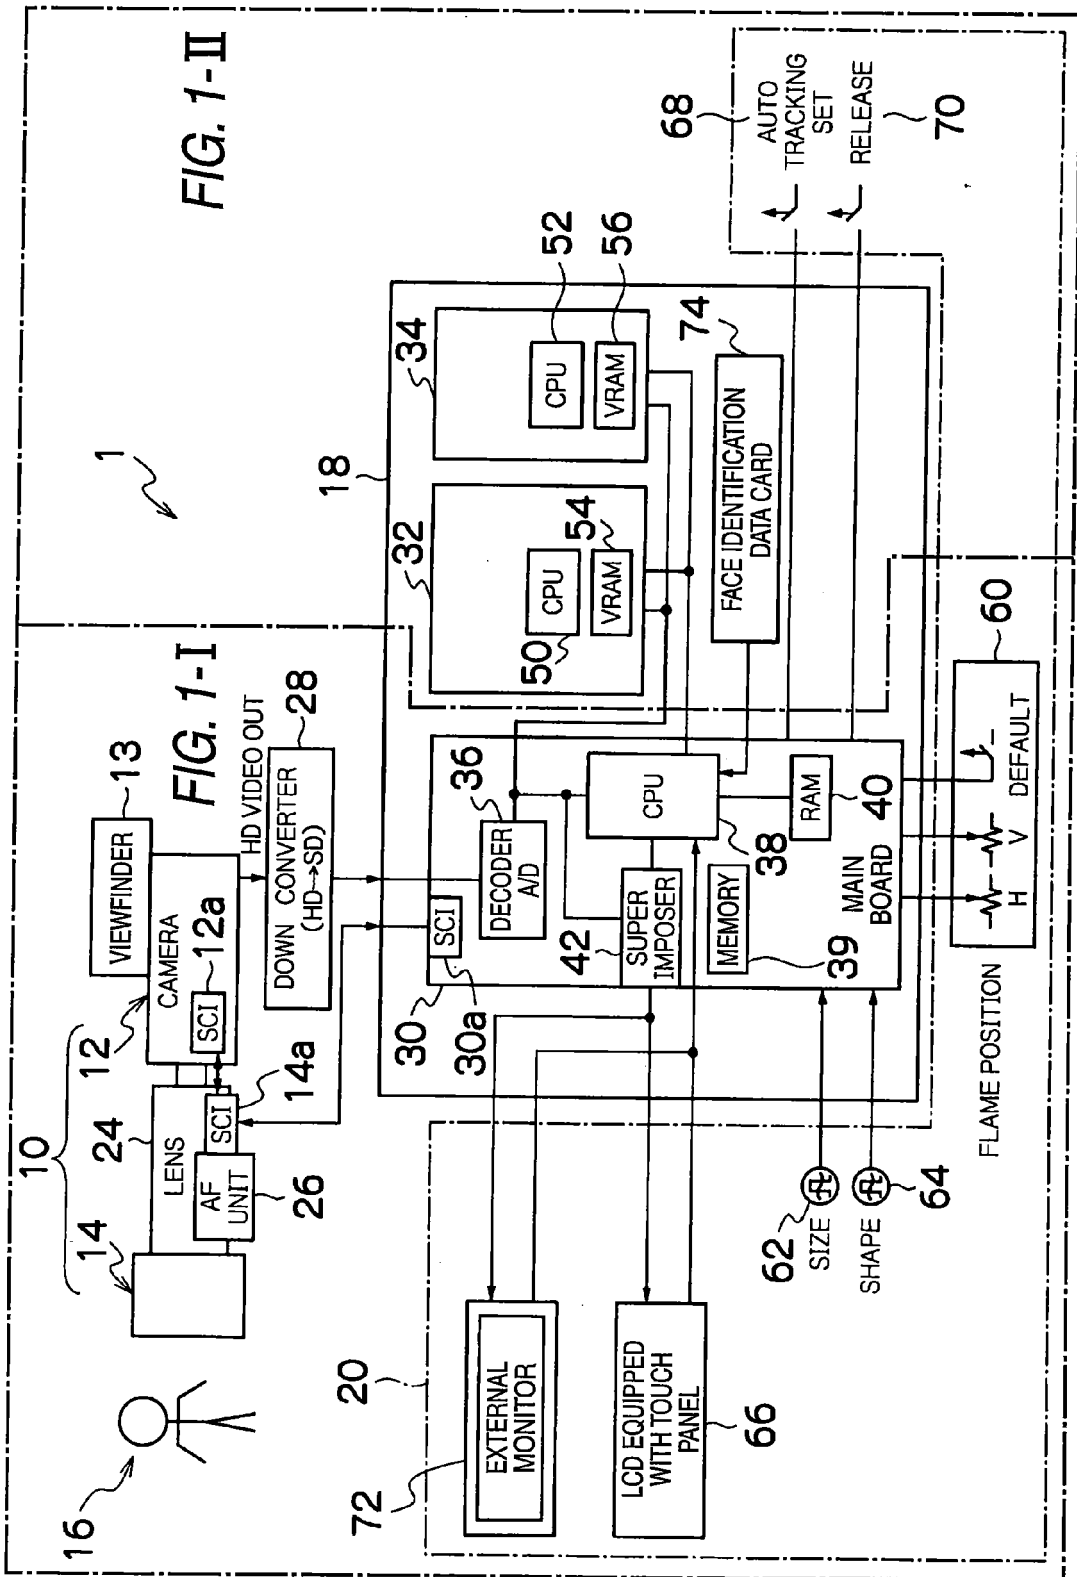 FIG. 1-I
FIG. 1-II
1
10
12
VIEWFINDER
13
CAMERA
SCI
12a
14
24
LENS
AF
UNIT
26
SCI
14a
16
HD VIDEO OUT
DOWN CONVERTER
(HD→SD)
28
18
30
SCI
30a
DECODER
A/D
36
CPU
38
RAM
40
SUPER
IMPOSER
42
MEMORY
39
MAIN
BOARD
32
CPU
50
VRAM
54
34
CPU
52
VRAM
56
FACE IDENTIFICATION
DATA CARD
74
68
AUTO
TRACKING
SET
RELEASE
70
20
72
EXTERNAL
MONITOR
LCD EQUIPPED
WITH TOUCH
PANEL
66
62
SIZE
SHAPE
64
FLAME POSITION
H
V
DEFAULT
60